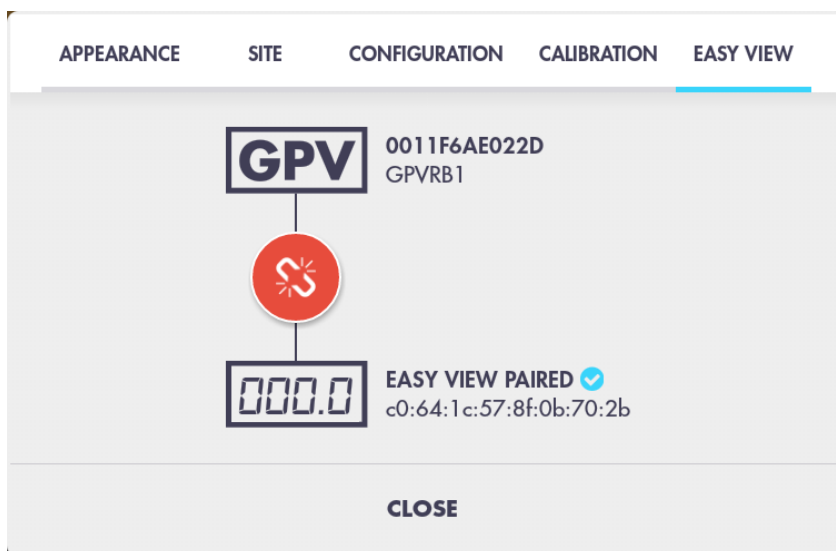 APPEARANCE SITE CONFIGURATION CALIBRATION EASY VIEW
GPV
0011F6AE022D
GPVRB1
000.0
EASY VIEW PAIRED
c0:64:1c:57:8f:0b:70:2b
CLOSE